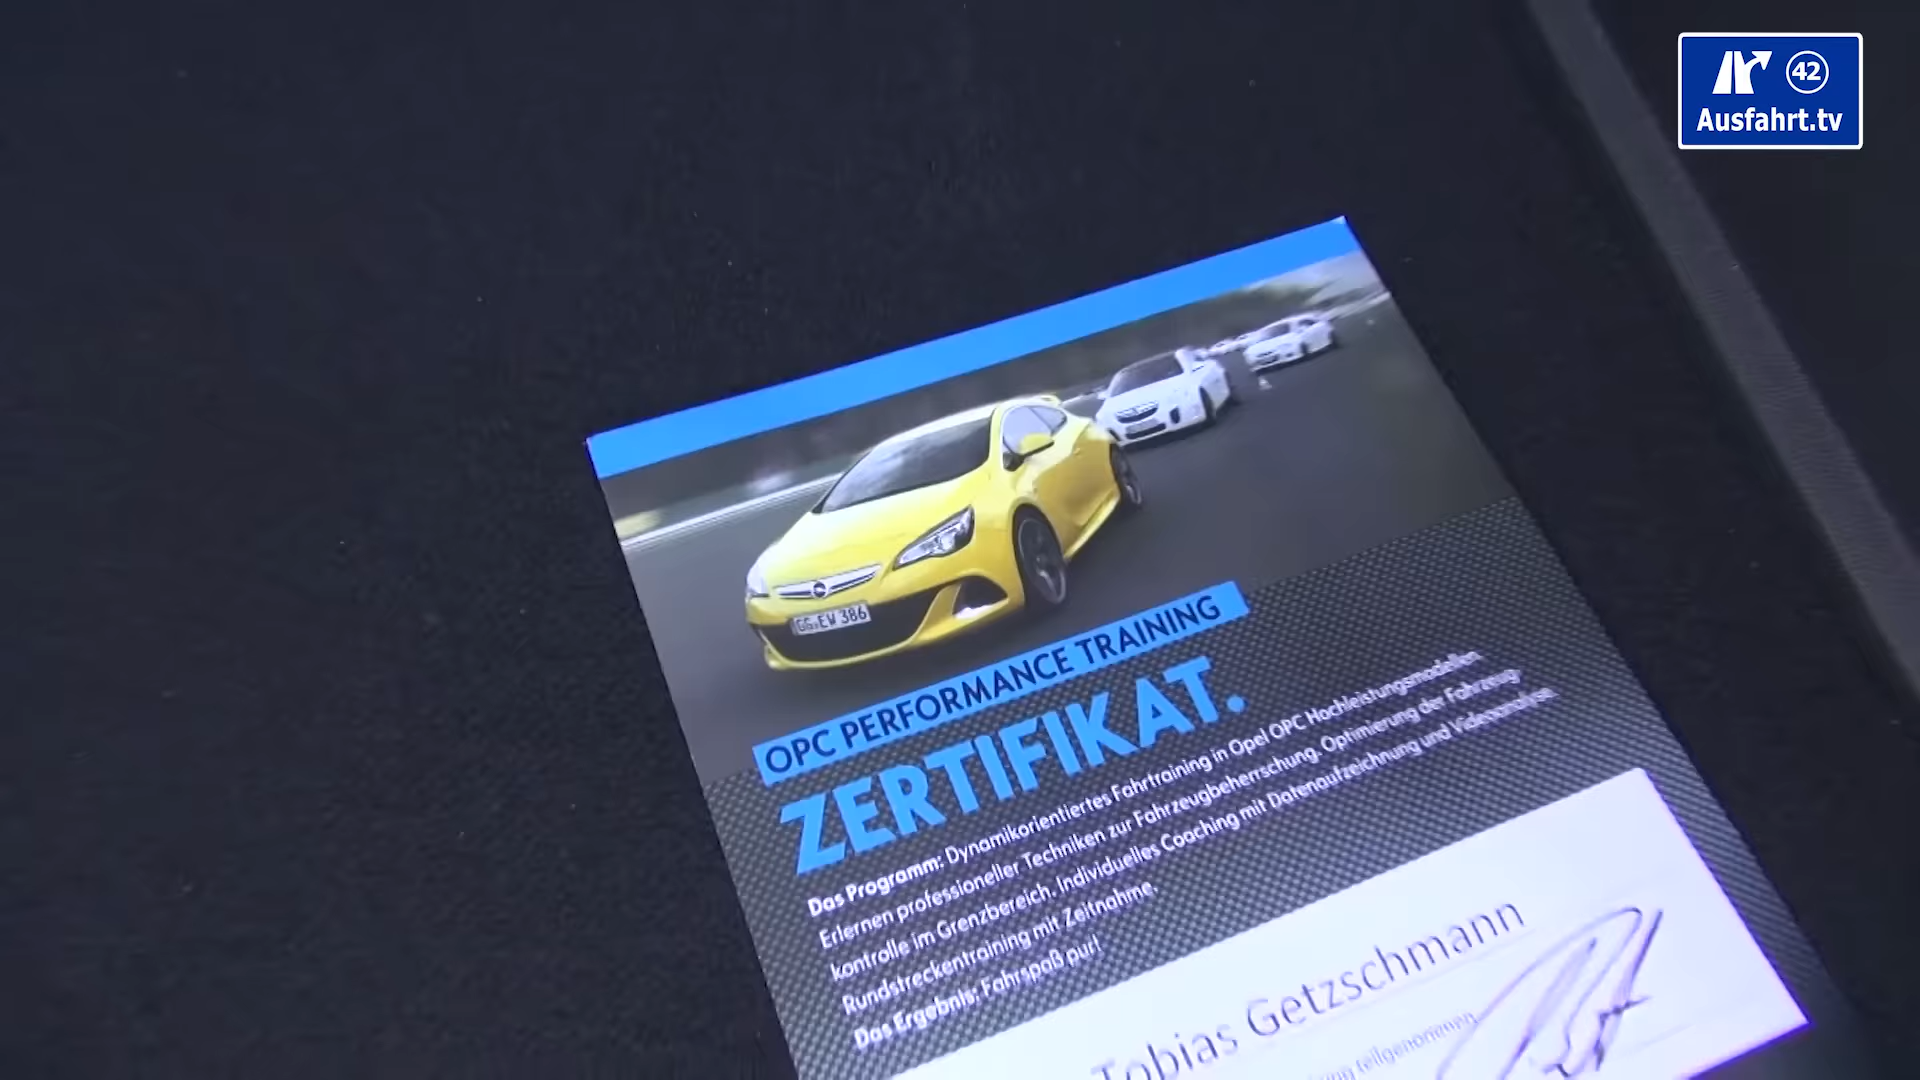 42
Ausfahrt.tv
GG EW 386
OPC PERFORMANCE TRAINING
ZERTIFIKAT.
Das Programm: Dynamikorientiertes Fahrtraining in Opel OPC Hochleistungsmodellen
Erlernen professioneller Techniken zur Fahrzeugbeherrschung. Optimierung der Fahrzeug-
kontrolle im Grenzbereich. Individuelles Coaching mit Datenaufzeichnung und Videoanalyse.
Rundstreckentraining mit Zeitnahme.
Das Ergebnis: Fahrspaß pur!
Tobias Getzschmann
teilgenommen